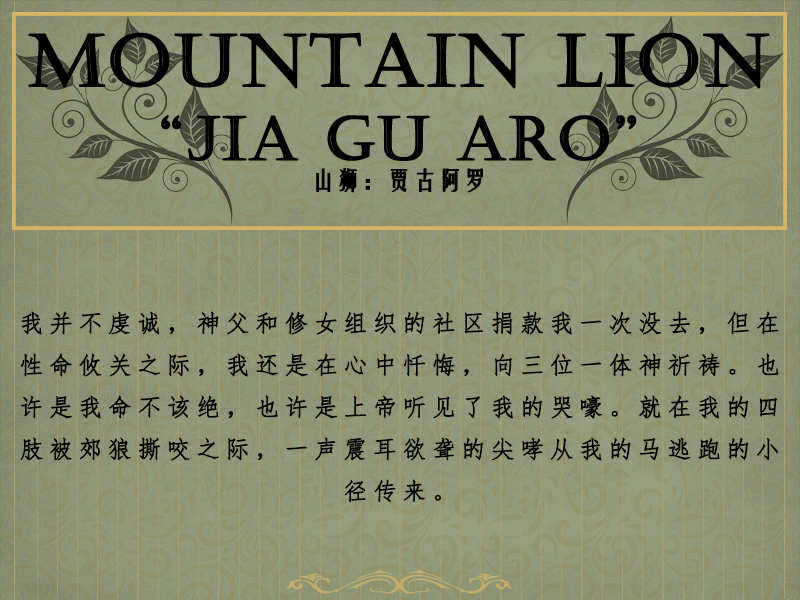 MOUNTAIN LION
“JIA GU ARO”
山狮：贾古阿罗
我并不虔诚，神父和修女组织的社区捐款我一次没去，但在
性命攸关之际，我还是在心中忏悔，向三位一体神祈祷。也
许是我命不该绝，也许是上帝听见了我的哭嚎。就在我的四
肢被郊狼撕咬之际，一声震耳欲聋的尖哮从我的马逃跑的小
径传来。